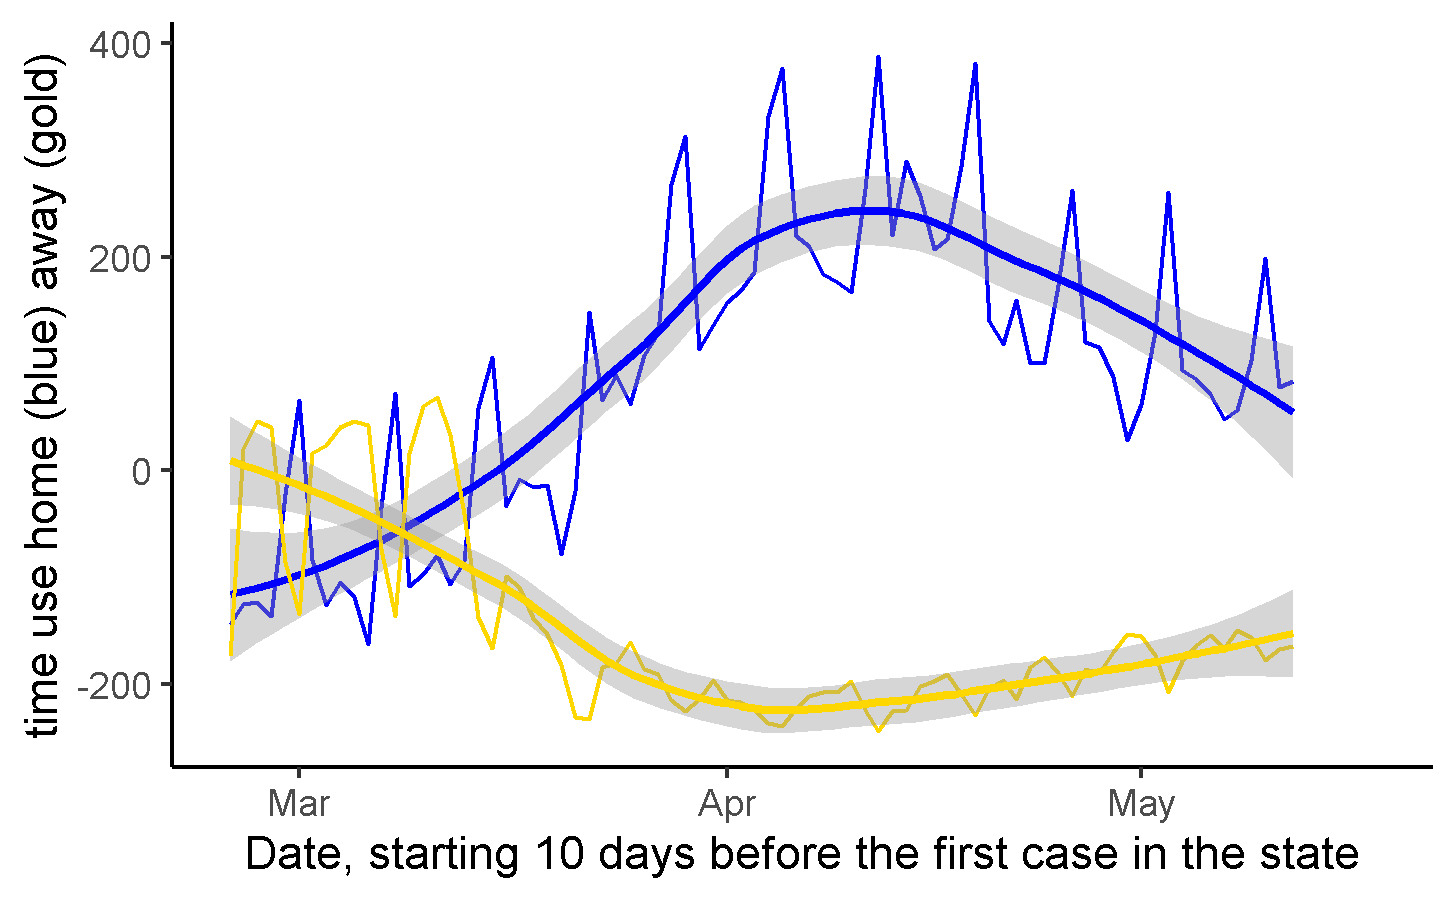 time use home (blue) away (gold)
400
200
0
-200
Mar
Apr
May
Date, starting 10 days before the first case in the state